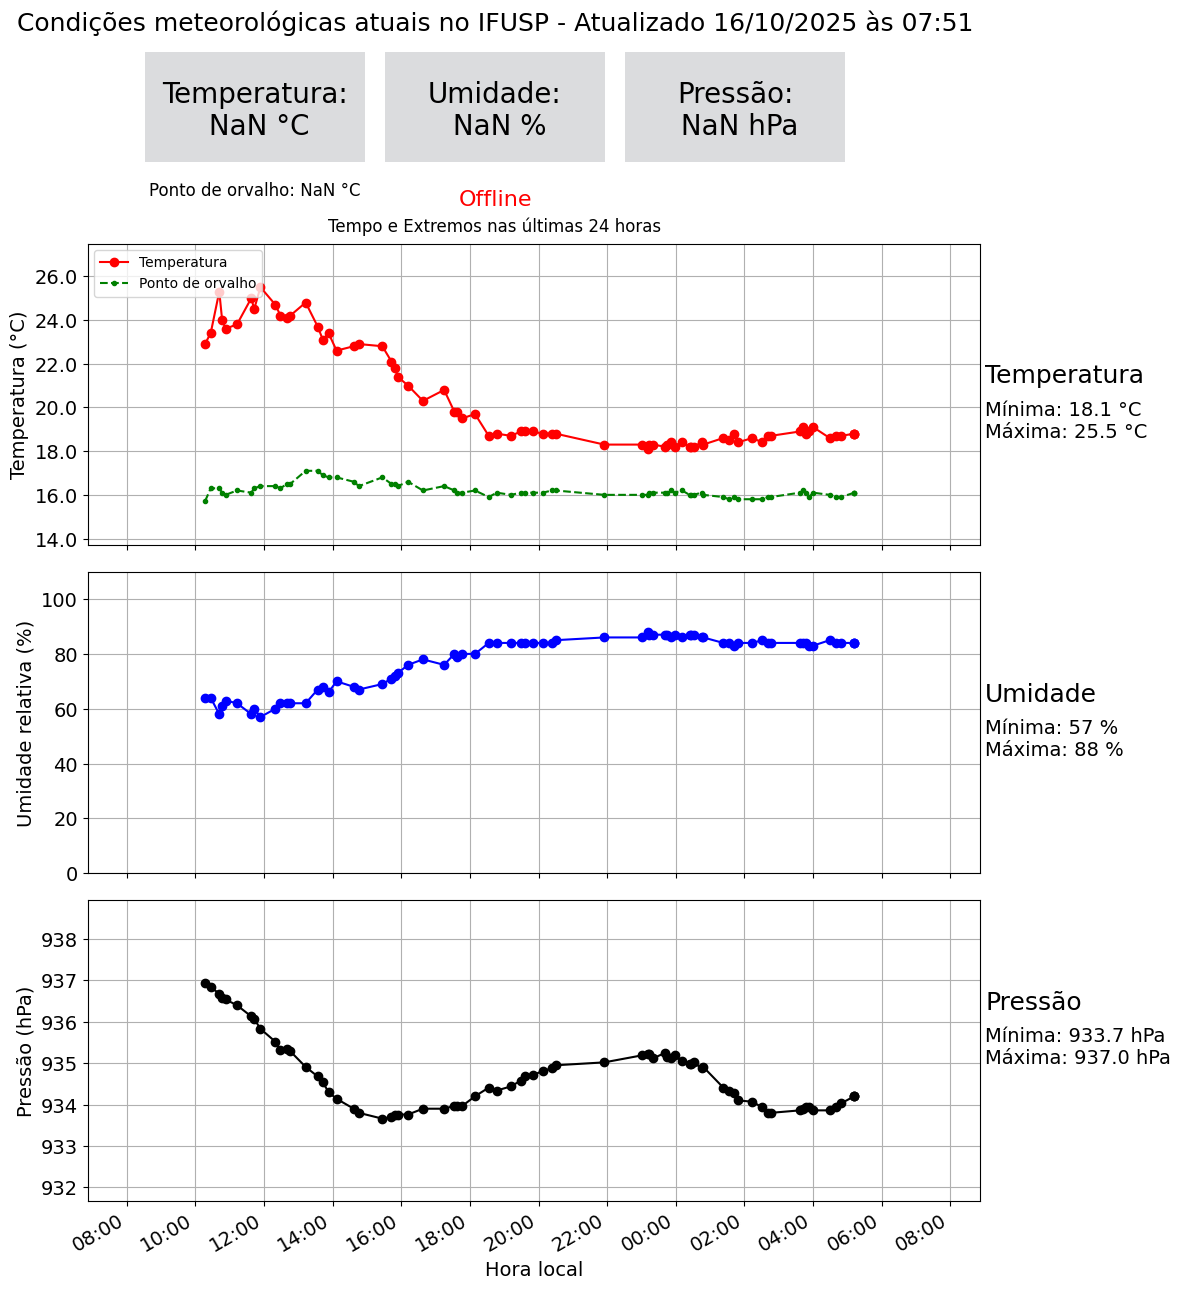 Condições meteorológicas atuais no IFUSP - Atualizado 16/10/2025 às 07:51
Temperatura:
NaN °C
Umidade:
NaN %
Pressão:
NaN hPa
Ponto de orvalho: NaN °C
Offline
Tempo e Extremos nas últimas 24 horas
Temperatura
Ponto de orvalho
26.0
24.0
22.0
20.0
18.0
16.0
14.0
Temperatura (°C)
Temperatura
Mínima: 18.1 °C
Máxima: 25.5 °C
100
80
60
40
20
0
Umidade relativa (%)
Umidade
Mínima: 57 %
Máxima: 88 %
938
937
936
935
934
933
932
Pressão (hPa)
Pressão
Mínima: 933.7 hPa
Máxima: 937.0 hPa
08:00 10:00 12:00 14:00 16:00 18:00 20:00 22:00 00:00 02:00 04:00 06:00 08:00
Hora local